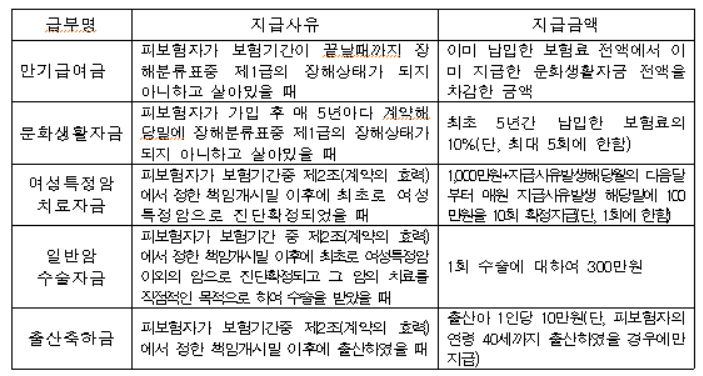 급부명 지급사유 지급금액
만기급여금
피보험자가 보험기간이 끝날때까지 장
해분류표중 제1급의 장해상태가 되지
아니하고 살아있을 때
이미 납입한 보험료 전액에서 이
미 지급한 문화생활자금 전액을
차감한 금액
문화생활자금
피보험자가 가입 후 매 5년마다 계약해
당일에 장해분류표중 제1급의 장해상태가
되지 아니하고 살아있을 때
최초 5년간 납입한 보험료의
10%(단, 최대 5회에 한함)
여성특정암
치료자금
피보험자가 보험기간중 제2조(계약의 효력)
에서 정한 책임개시일 이후에 최초로 여성
특정암으로 진단확정되었을 때
1,000만원+지급사유발생해당월의 다음달
부터 매월 지급사유발생 해당일에 100
만원을 10회 확정지급(단, 1회에 한함)
일반암
수술자금
피보험자가 보험기간 중 제2조(계약의 효력)
에서 정한 책임개시일 이후에 최초로 여성특정암
이외의 암으로 진단확정되고 그 암의 치료를
직접적인 목적으로 하여 수술을 받았을 때
1회 수술에 대하여 300만원
출산축하금
피보험자가 보험기간중 제2조(계약의 효력)
에서 정한 책임개시일 이후에 출산하였을 때
출산아 1인당 10만원(단, 피보험자의
연령 40세까지 출산하였을 경우에만
지급)